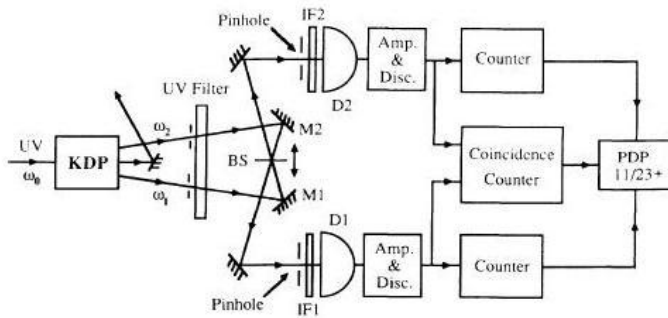 Pinhole
IF2
D2
Amp.
&
Disc.
Counter
UV Filter
M2
UV
ω₀
KDP
ω₂
ω₁
BS
M1
Coincidence
Counter
PDP
11/23+
D1
Amp.
&
Disc.
Counter
Pinhole
IF1